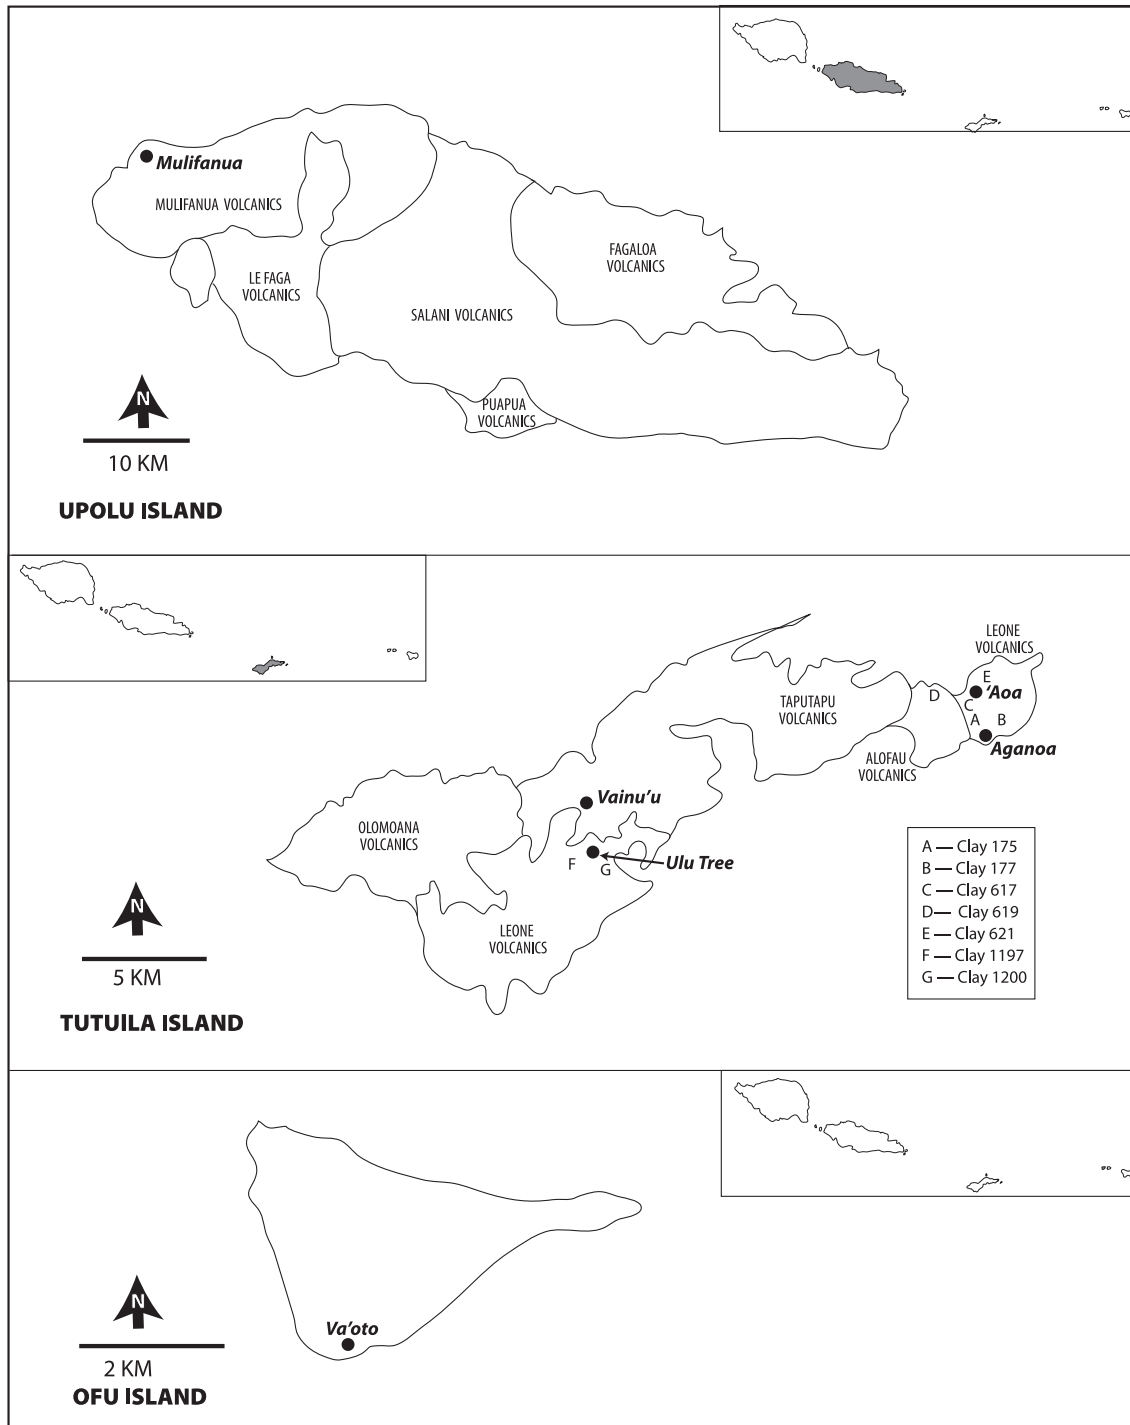 Mulifanua
MULIFANUA VOLCANICS
LE FAGA
VOLCANICS
SALANI VOLCANICS
FAGALOA
VOLCANICS
PUAPUA
VOLCANICS
N
10 KM
UPOLU ISLAND
LEONE
VOLCANICS
E
'Aoa
D
C
A
B
Aganoa
TAPUTAPU
VOLCANICS
ALOFAU
VOLCANICS
Vainu'u
OLOMOANA
VOLCANICS
F
G
Ulu Tree
LEONE
VOLCANICS
A — Clay 175
B — Clay 177
C — Clay 617
D — Clay 619
E — Clay 621
F — Clay 1197
G — Clay 1200
N
5 KM
TUTUILA ISLAND
Va'oto
N
2 KM
OFU ISLAND